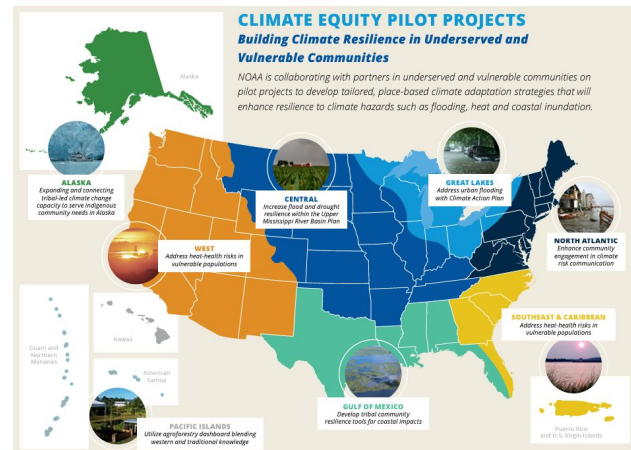 CLIMATE EQUITY PILOT PROJECTS
Building Climate Resilience in Underserved and
Vulnerable Communities
NOAA is collaborating with partners in underserved and vulnerable communities on
pilot projects to develop tailored, place-based climate adaptation strategies that will
enhance resilience to climate hazards such as flooding, heat and coastal inundation.
Alaska
ALASKA
Expanding and connecting
tribal-led climate change
capacity to serve indigenous
community needs in Alaska
CENTRAL
Increase flood and drought
resilience within the Upper
Mississippi River Basin Plan
GREAT LAKES
Address urban flooding
with Climate Action Plan
NORTH ATLANTIC
Enhance community
engagement in climate
risk communication
WEST
Address heat-health risks in
vulnerable populations
SOUTHEAST & CARIBBEAN
Address heat-health risks in
vulnerable populations
Guam and
Northern
Marianas
Hawaii
American
Samoa
PACIFIC ISLANDS
Utilize agroforestry dashboard blending
western and traditional knowledge
GULF OF MEXICO
Develop tribal community
resilience tools for coastal impacts
Puerto Rico
and U.S. Virgin Islands